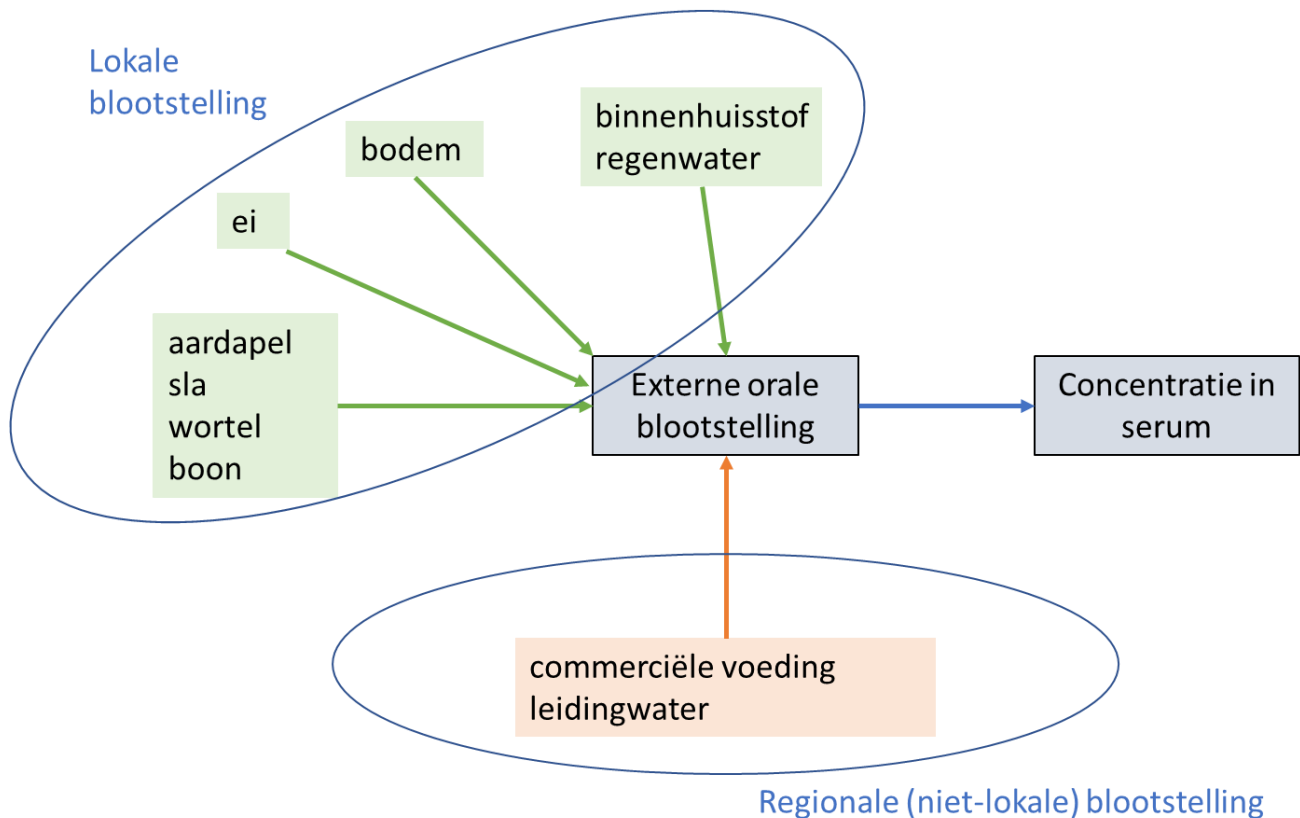 Lokale
blootstelling
binnenhuisstof
regenwater
bodem
ei
aardapel
sla
wortel
boon
Externe orale
blootstelling
Concentratie in
serum
commerciële voeding
leidingwater
Regionale (niet-lokale) blootstelling